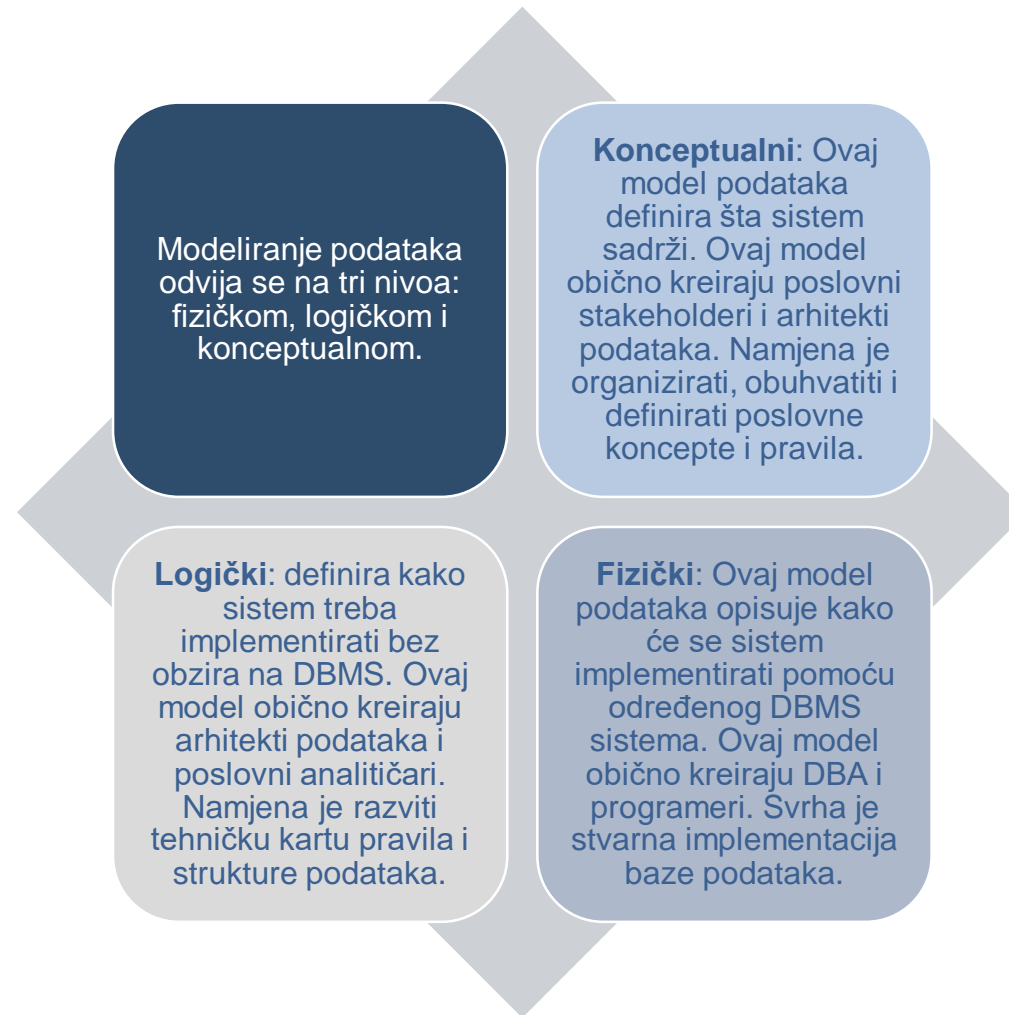 Modeliranje podataka
odvija se na tri nivoa:
fizičkom, logičkom i
konceptualnom.
Konceptualni: Ovaj
model podataka
definira šta sistem
sadrži. Ovaj model
obično kreiraju poslovni
stakeholderi i arhitekti
podataka. Namjena je
organizirati, obuhvatiti i
definirati poslovne
koncepte i pravila.
Logički: definira kako
sistem treba
implementirati bez
obzira na DBMS. Ovaj
model obično kreiraju
arhitekti podataka i
poslovni analitičari.
Namjena je razviti
tehničku kartu pravila i
strukture podataka.
Fizički: Ovaj model
podataka opisuje kako
će se sistem
implementirati pomoću
određenog DBMS
sistema. Ovaj model
obično kreiraju DBA i
programeri. Svrha je
stvarna implementacija
baze podataka.